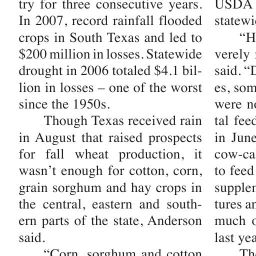 try for three consecutive years.
In 2007, record rainfall flooded
crops in South Texas and led to
$200 million in losses. Statewide
drought in 2006 totaled $4.1 bil-
lion in losses – one of the worst
since the 1950s.
Though Texas received rain
in August that raised prospects
for fall wheat production, it
wasn't enough for cotton, corn,
grain sorghum and hay crops in
the central, eastern and south-
ern parts of the state, Anderson
said.
"Corn, sorghum and cotton
USDA
statewi
"H
verely
said. "D
es, som
were no
tal feed
in June
cow-ca
to feed
supplem
tures an
much o
last yea